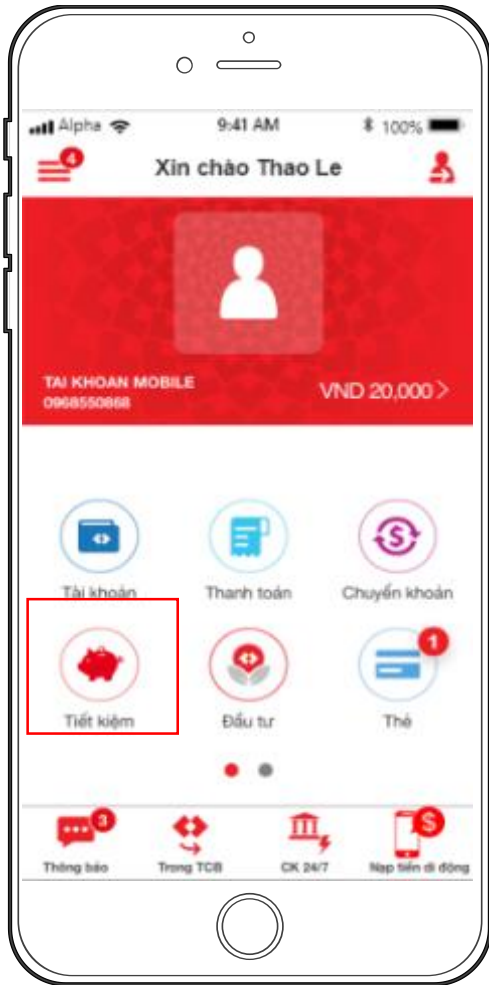 Alpha 9:41 AM 100%
4
Xin chào Thao Le
TAI KHOAN MOBILE
0968550868
VND 20,000 >
Tài khoản Thanh toán Chuyển khoản
1
Tiết kiệm Đầu tư Thẻ
3
Thông báo Trong TCB CK 24/7 Nạp tiền di động